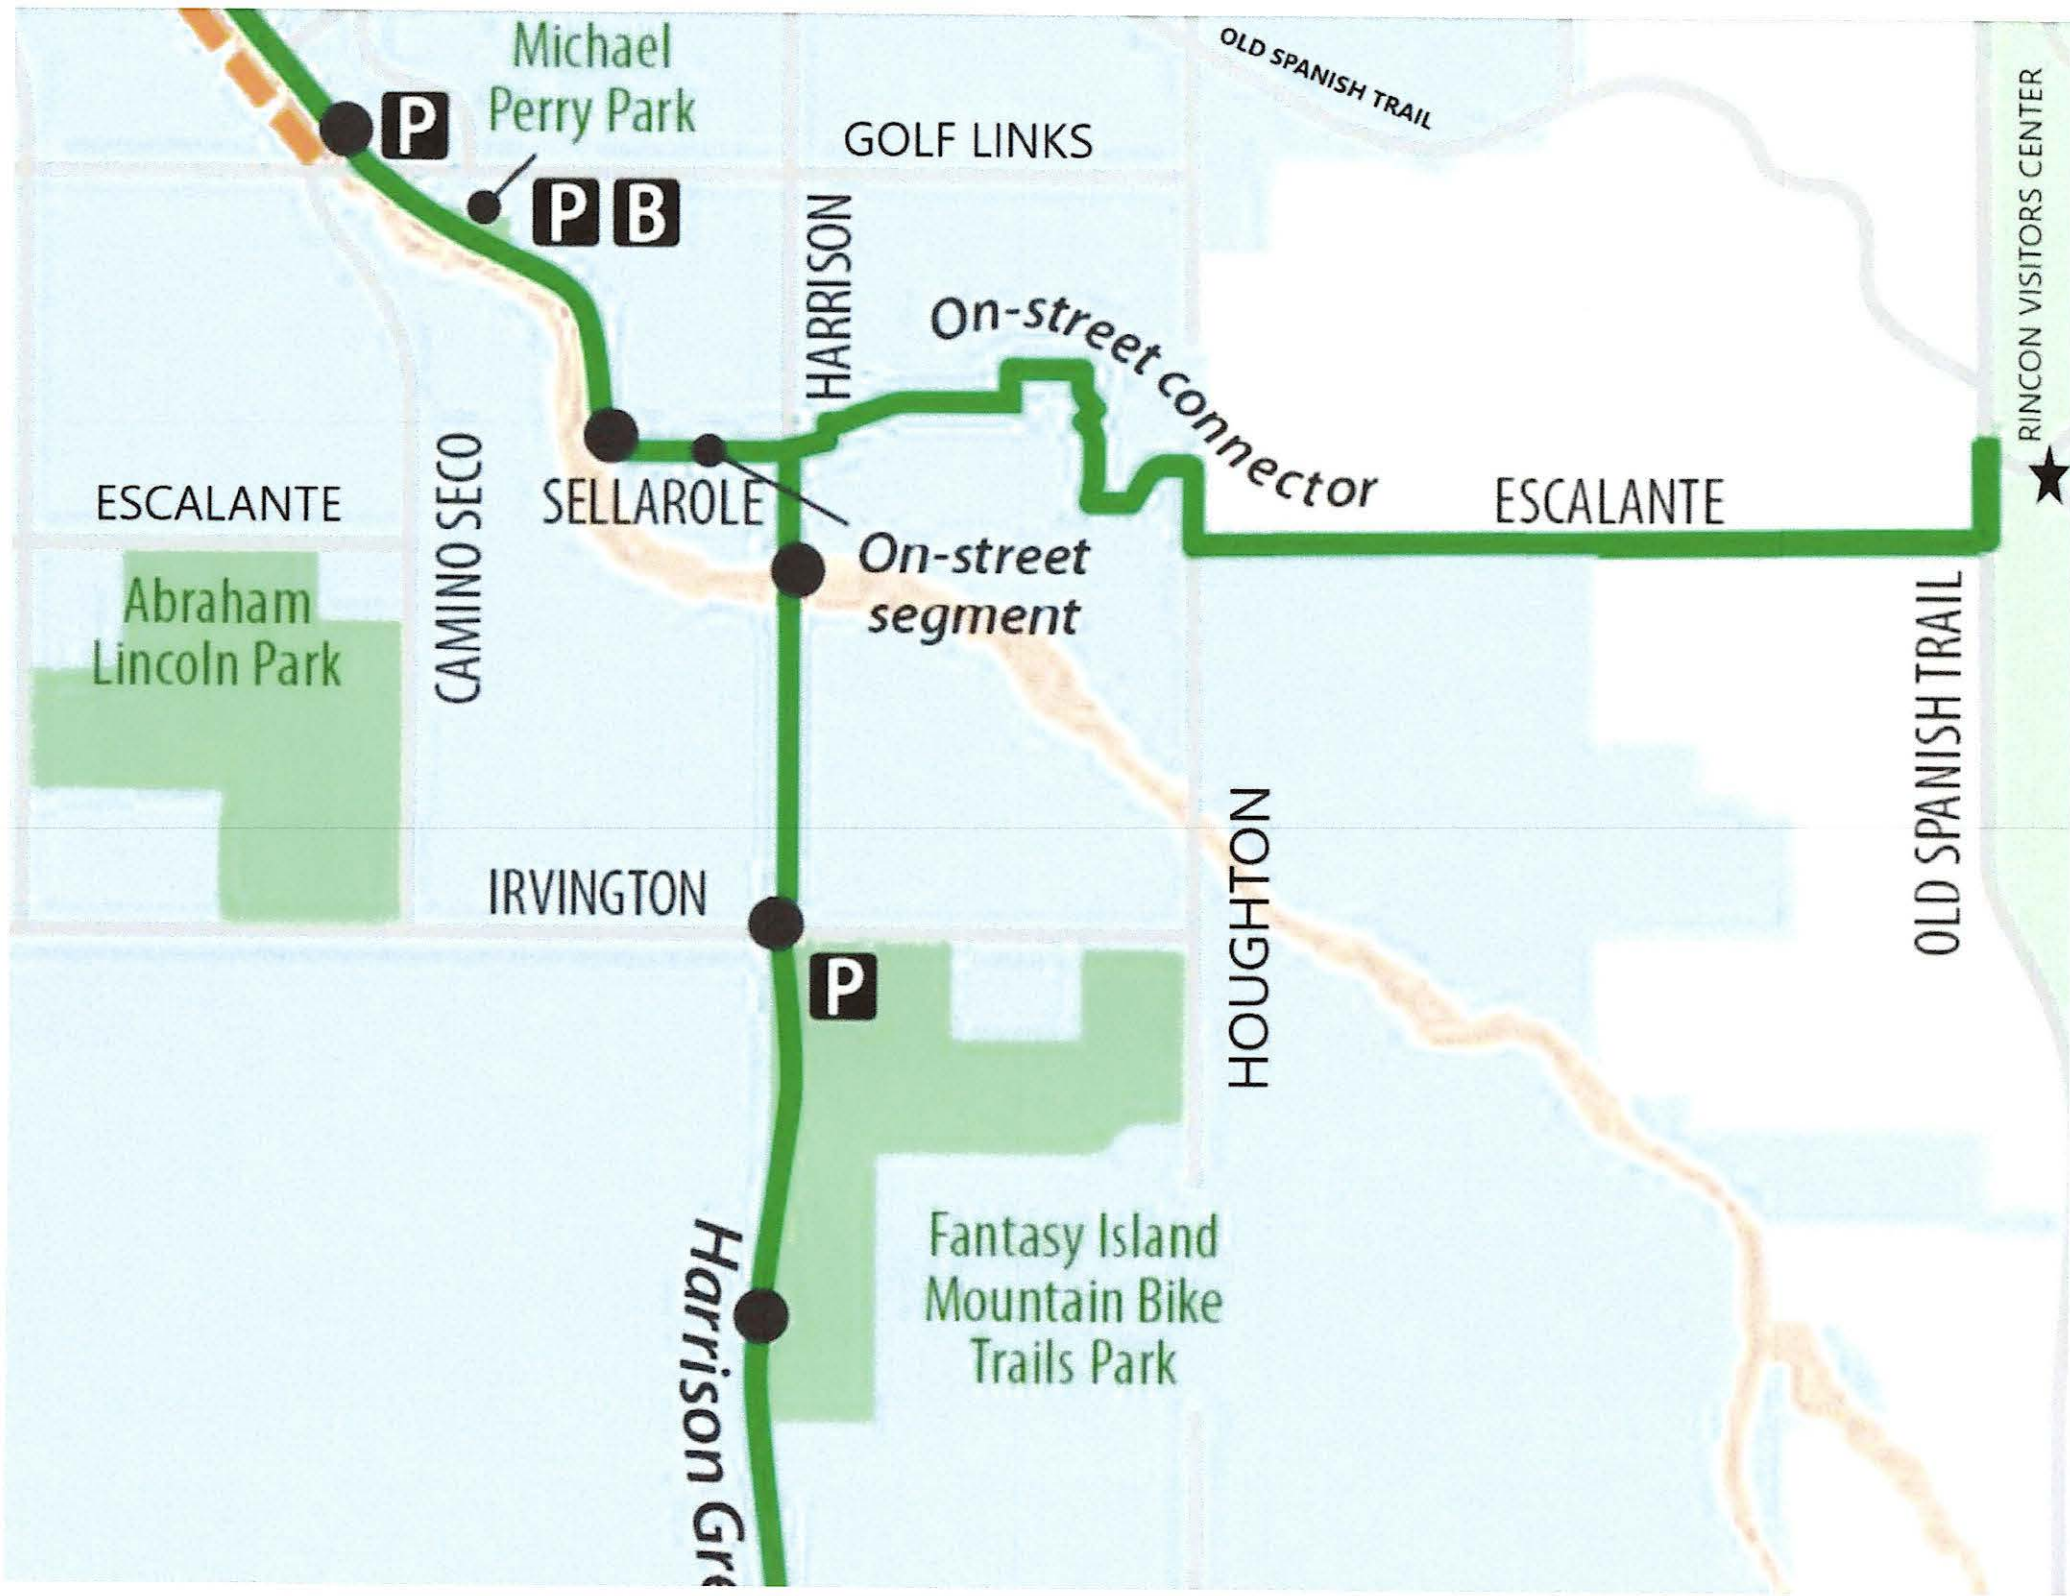 Michael
Perry Park
P
P B
GOLF LINKS
OLD SPANISH TRAIL
RINCON VISITORS CENTER
HARRISON
On-street connector
ESCALANTE
CAMINO SECO
SELLAROLE
ESCALANTE
On-street
segment
Abraham
Lincoln Park
OLD SPANISH TRAIL
IRVINGTON
HOUGHTON
P
Fantasy Island
Mountain Bike
Trails Park
Harrison Gre